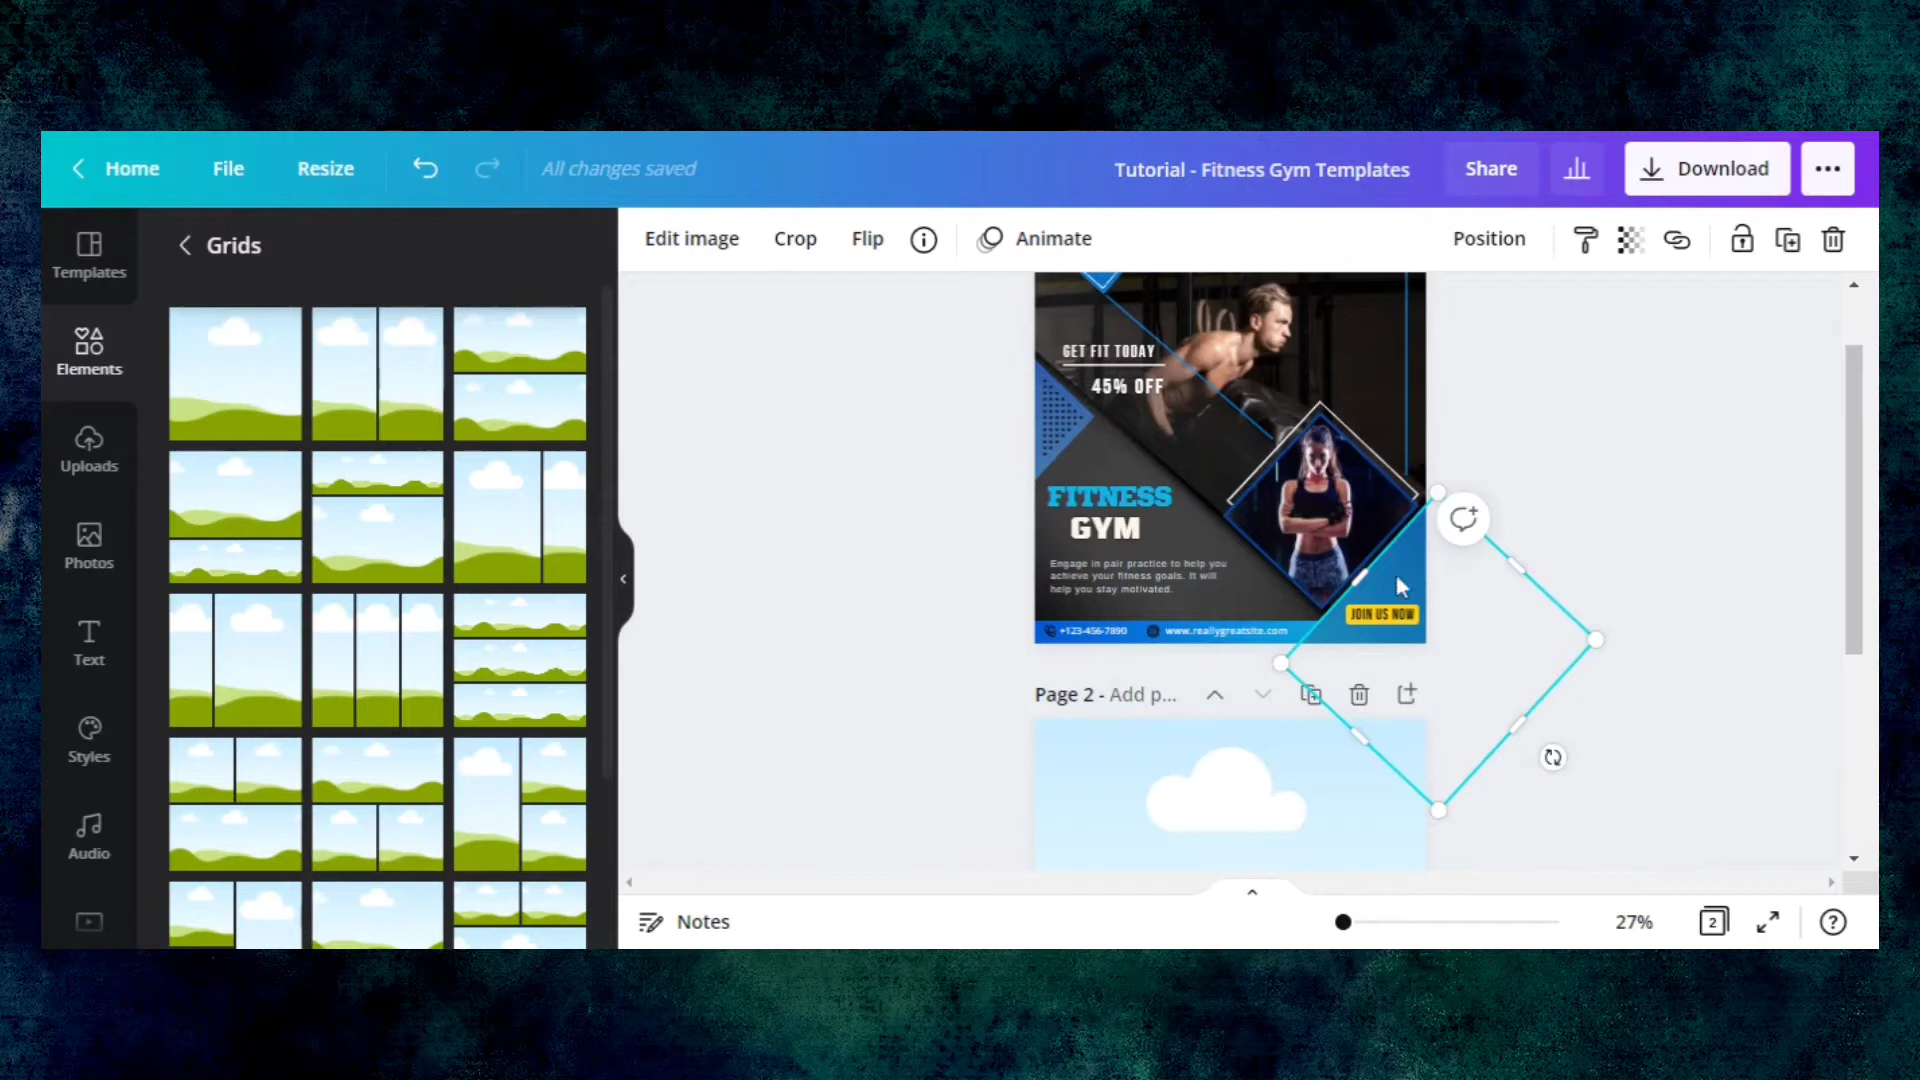 Home File Resize All changes saved Tutorial - Fitness Gym Templates Share Download
Templates
Elements
Uploads
Photos
Text
Styles
Audio
Grids
Edit image Crop Flip Animate Position
GET FIT TODAY
45% OFF
FITNESS
GYM
Engage in pair practice to help you
achieve your fitness goals. It will
help you stay motivated.
JOIN US NOW
+123-456-7890 www.reallygreatsite.com
Page 2 - Add p...
Notes 27% 2